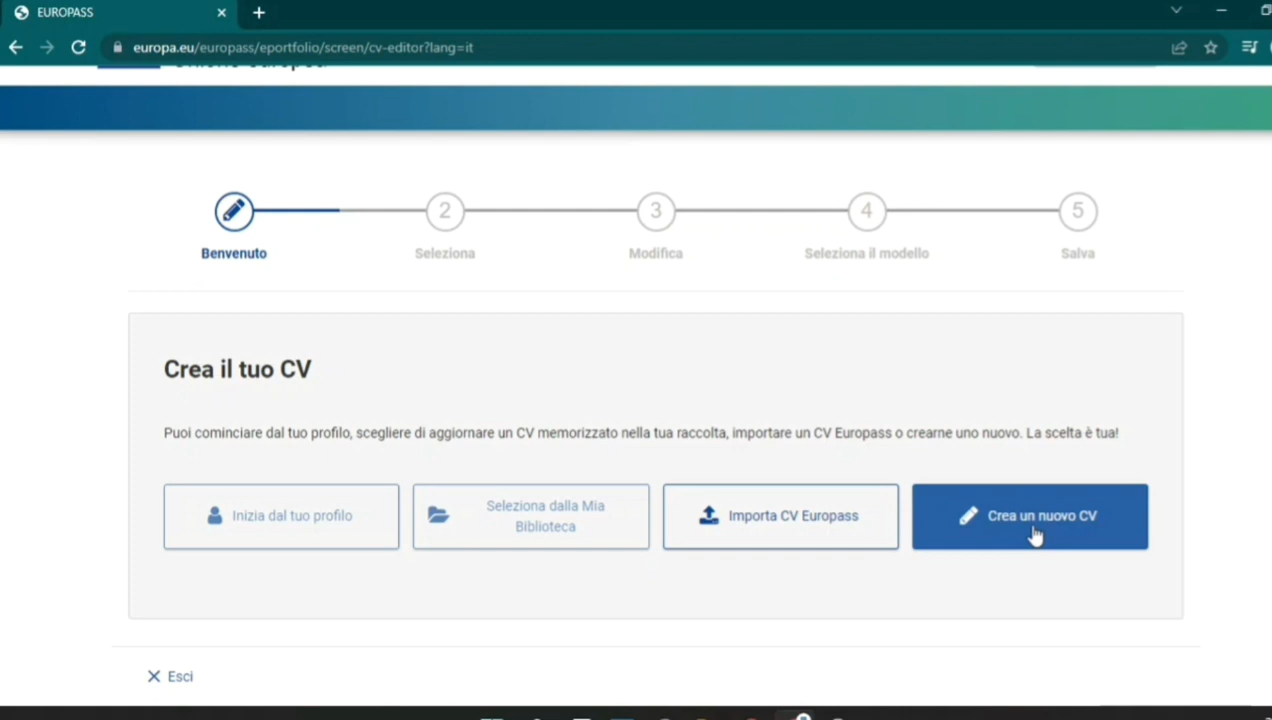 EUROPASS
europa.eu/europass/eportfolio/screen/cv-editor?lang=it
2 3 4 5
Benvenuto Seleziona Modifica Seleziona il modello Salva
Crea il tuo CV
Puoi cominciare dal tuo profilo, scegliere di aggiornare un CV memorizzato nella tua raccolta, importare un CV Europass o crearne uno nuovo. La scelta è tua!
Inizia dal tuo profilo
Seleziona dalla Mia
Biblioteca
Importa CV Europass
Crea un nuovo CV
Esci